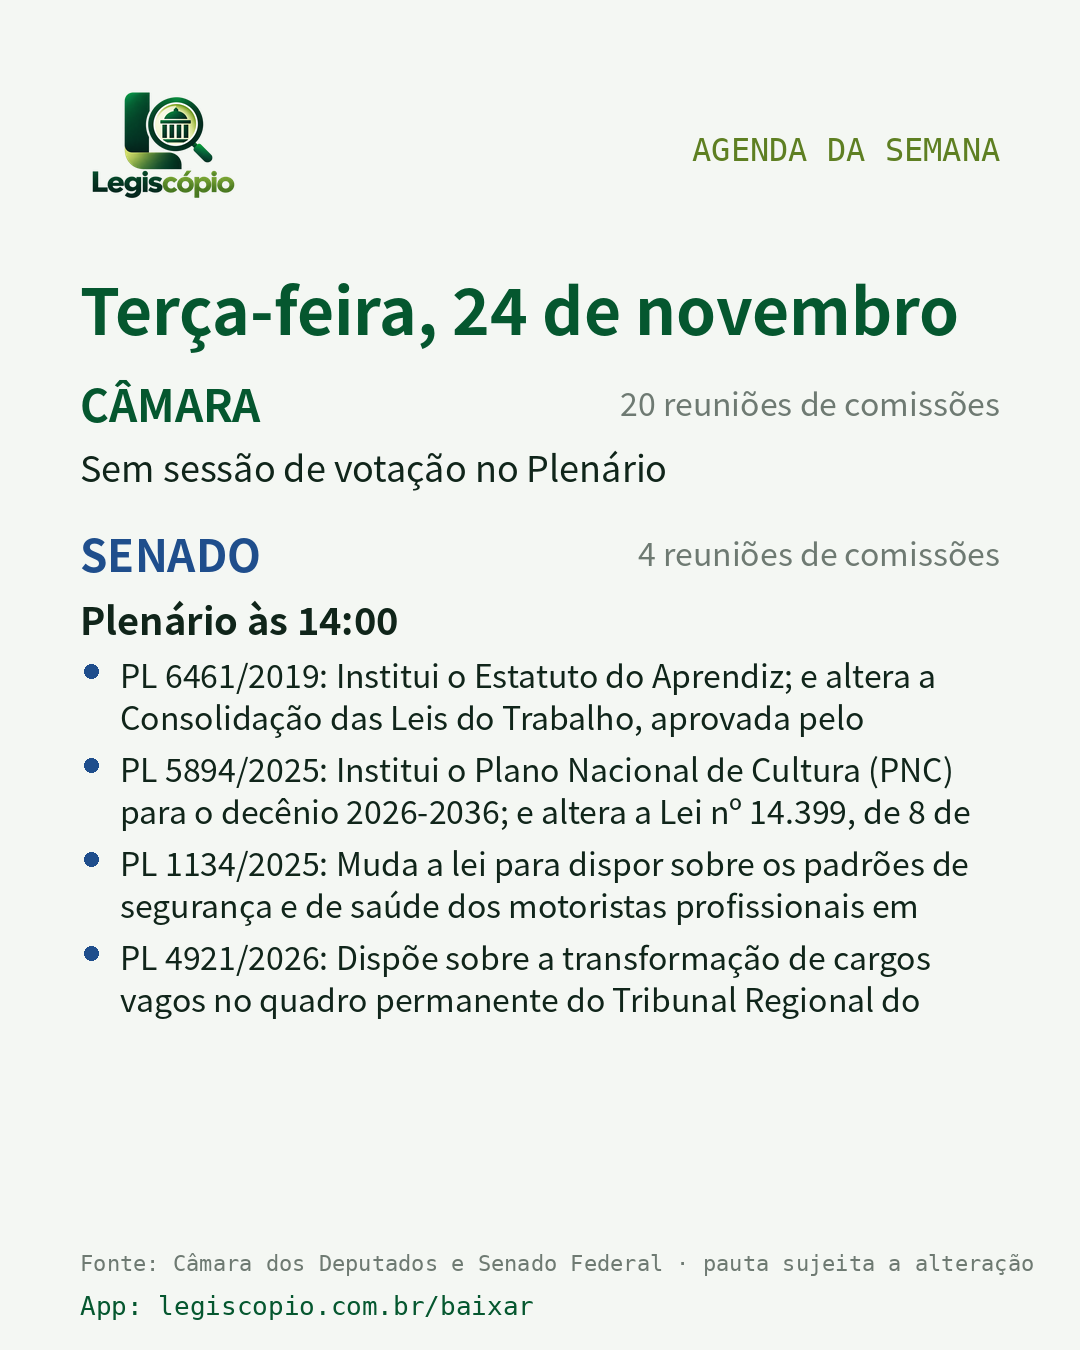 Legiscópio
AGENDA DA SEMANA
Terça-feira, 24 de novembro
CÂMARA
20 reuniões de comissões
Sem sessão de votação no Plenário
SENADO
4 reuniões de comissões
Plenário às 14:00
PL 6461/2019: Institui o Estatuto do Aprendiz; e altera a
Consolidação das Leis do Trabalho, aprovada pelo
PL 5894/2025: Institui o Plano Nacional de Cultura (PNC)
para o decênio 2026-2036; e altera a Lei nº 14.399, de 8 de
PL 1134/2025: Muda a lei para dispor sobre os padrões de
segurança e de saúde dos motoristas profissionais em
PL 4921/2026: Dispõe sobre a transformação de cargos
vagos no quadro permanente do Tribunal Regional do
Fonte: Câmara dos Deputados e Senado Federal · pauta sujeita a alteração
App: legiscopio.com.br/baixar